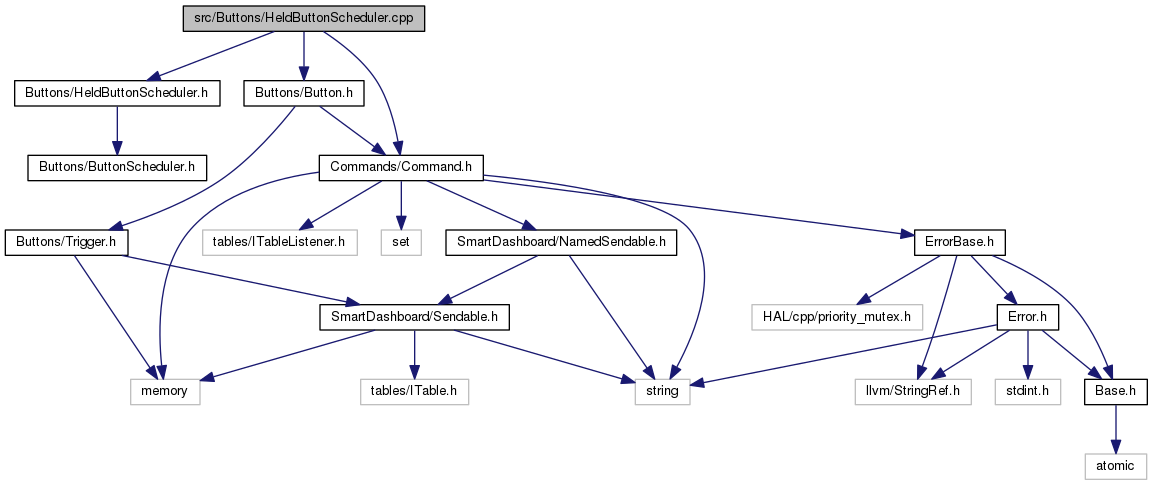 src/Buttons/HeldButtonScheduler.cpp
Buttons/HeldButtonScheduler.h
Buttons/Button.h
Buttons/ButtonScheduler.h
Commands/Command.h
Buttons/Trigger.h
tables/ITableListener.h
set
SmartDashboard/NamedSendable.h
ErrorBase.h
SmartDashboard/Sendable.h
HAL/cpp/priority_mutex.h
Error.h
memory
tables/ITable.h
string
llvm/StringRef.h
stdint.h
Base.h
atomic